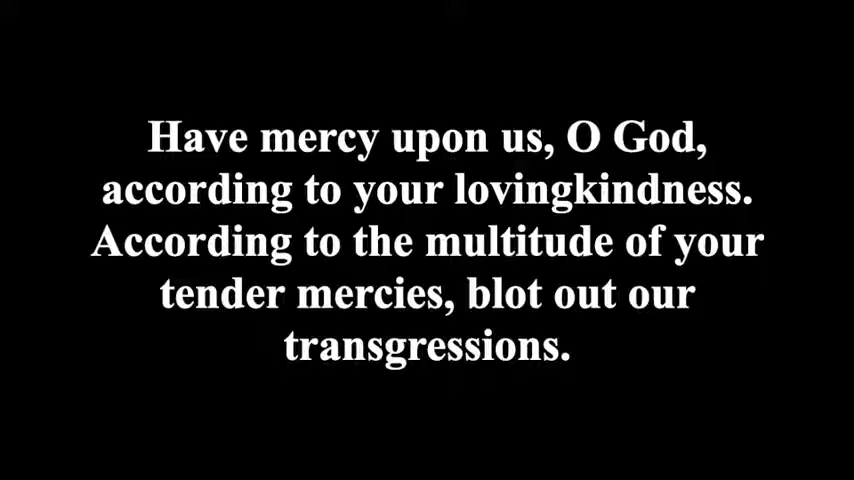 Have mercy upon us, O God,
according to your lovingkindness.
According to the multitude of your
tender mercies, blot out our
transgressions.